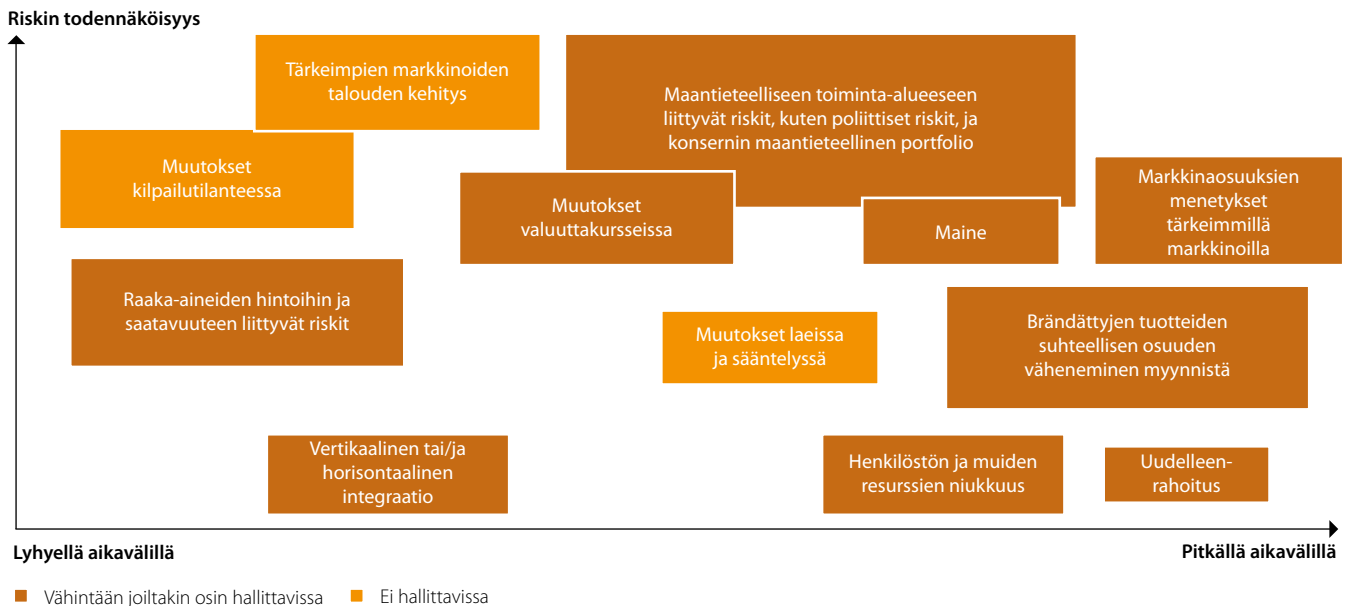 Riskin todennäköisyys
Tärkeimpien markkinoiden
talouden kehitys
Maantieteelliseen toiminta-alueeseen
liittyvät riskit, kuten poliittiset riskit, ja
konsernin maantieteellinen portfolio
Muutokset
kilpailutilanteessa
Muutokset
valuuttakursseissa
Maine
Markkinaosuuksien
menetykset
tärkeimmillä
markkinoilla
Raaka-aineiden hintoihin ja
saatavuuteen liittyvät riskit
Muutokset laeissa
ja sääntelyssä
Brändättyjen tuotteiden
suhteellisen osuuden
väheneminen myynnistä
Vertikaalinen tai/ja
horisontaalinen
integraatio
Henkilöstön ja muiden
resurssien niukkuus
Uudelleen-
rahoitus
Lyhyellä aikavälillä
Pitkällä aikavälillä
Vähintään joiltakin osin hallittavissa
Ei hallittavissa